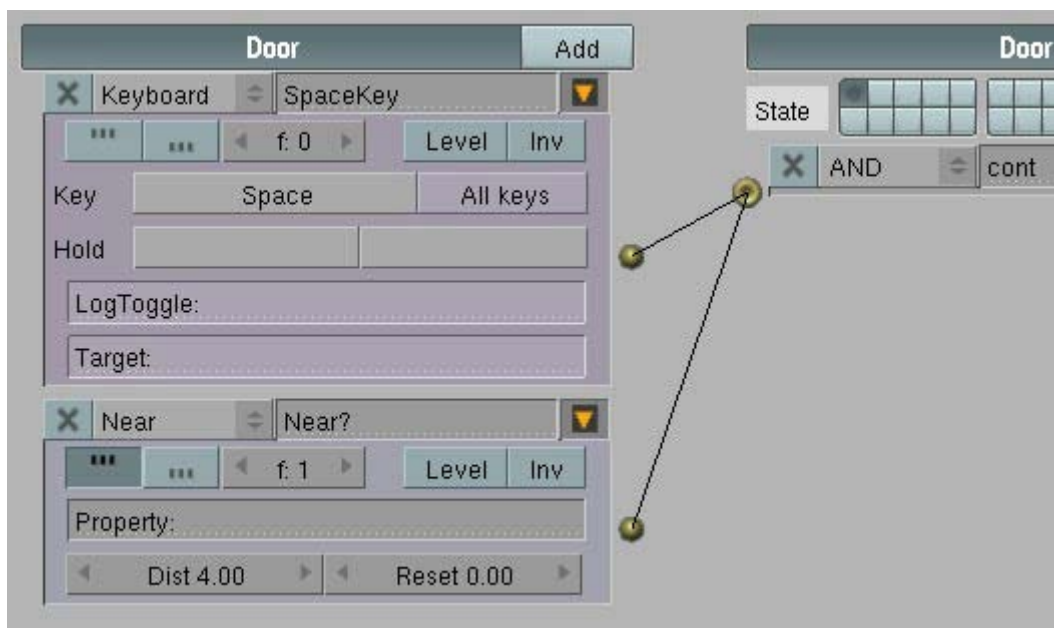 Door Add
Keyboard SpaceKey
f: 0 Level Inv
Key Space All keys
Hold
LogToggle:
Target:
Near Near?
f: 1 Level Inv
Property:
Dist 4.00 Reset 0.00
Door
State
AND cont